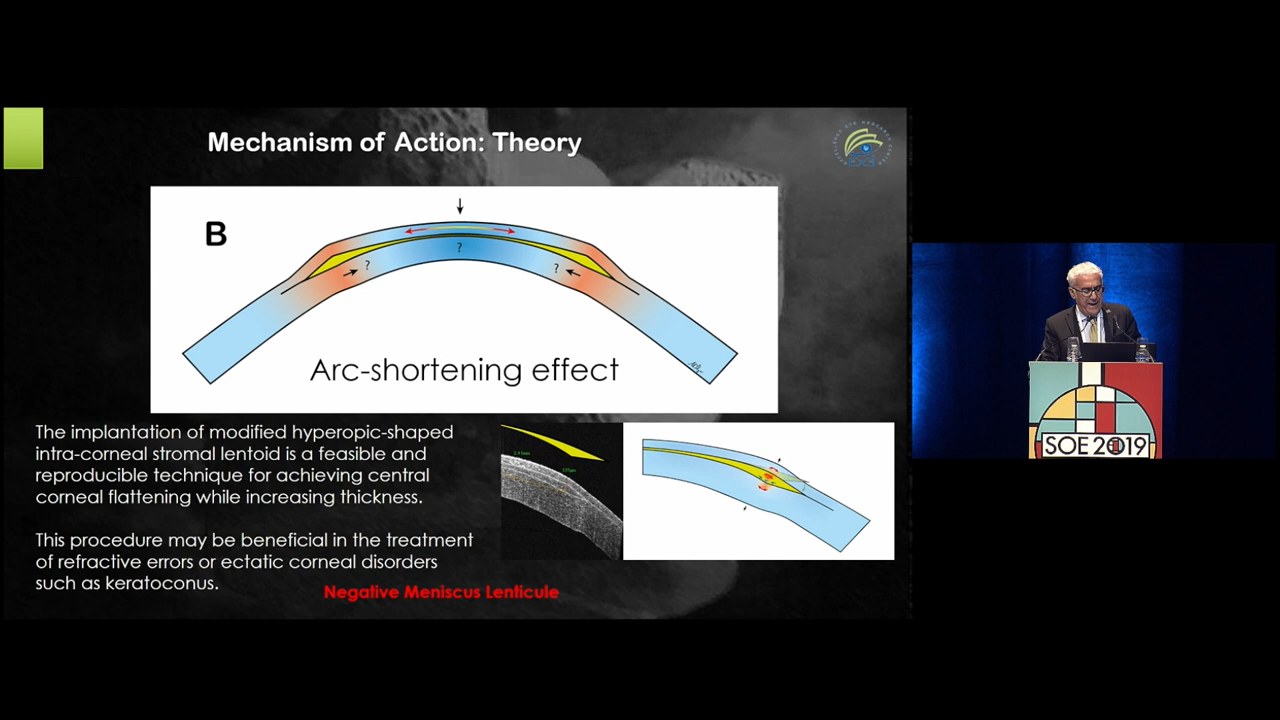 Mechanism of Action: Theory
B
?
?
?
Arc-shortening effect
The implantation of modified hyperopic-shaped
intra-corneal stromal lentoid is a feasible and
reproducible technique for achieving central
corneal flattening while increasing thickness.
This procedure may be beneficial in the treatment
of refractive errors or ectatic corneal disorders
such as keratoconus.
Negative Meniscus Lenticule
SOE 2019